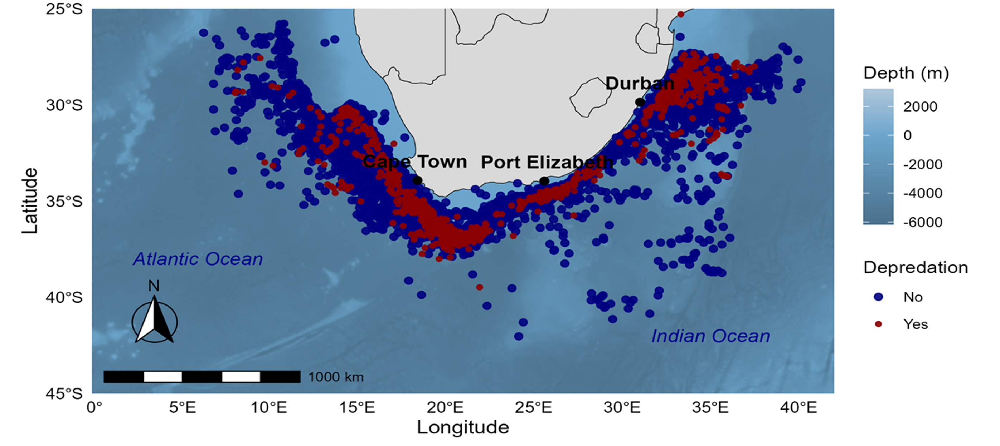 25°S
30°S
35°S
40°S
45°S
Latitude
0°
5°E
10°E
15°E
20°E
25°E
30°E
35°E
40°E
Longitude
Durban
Cape Town
Port Elizabeth
Atlantic Ocean
Indian Ocean
N
1000 km
Depth (m)
2000
0
-2000
-4000
-6000
Depredation
No
Yes